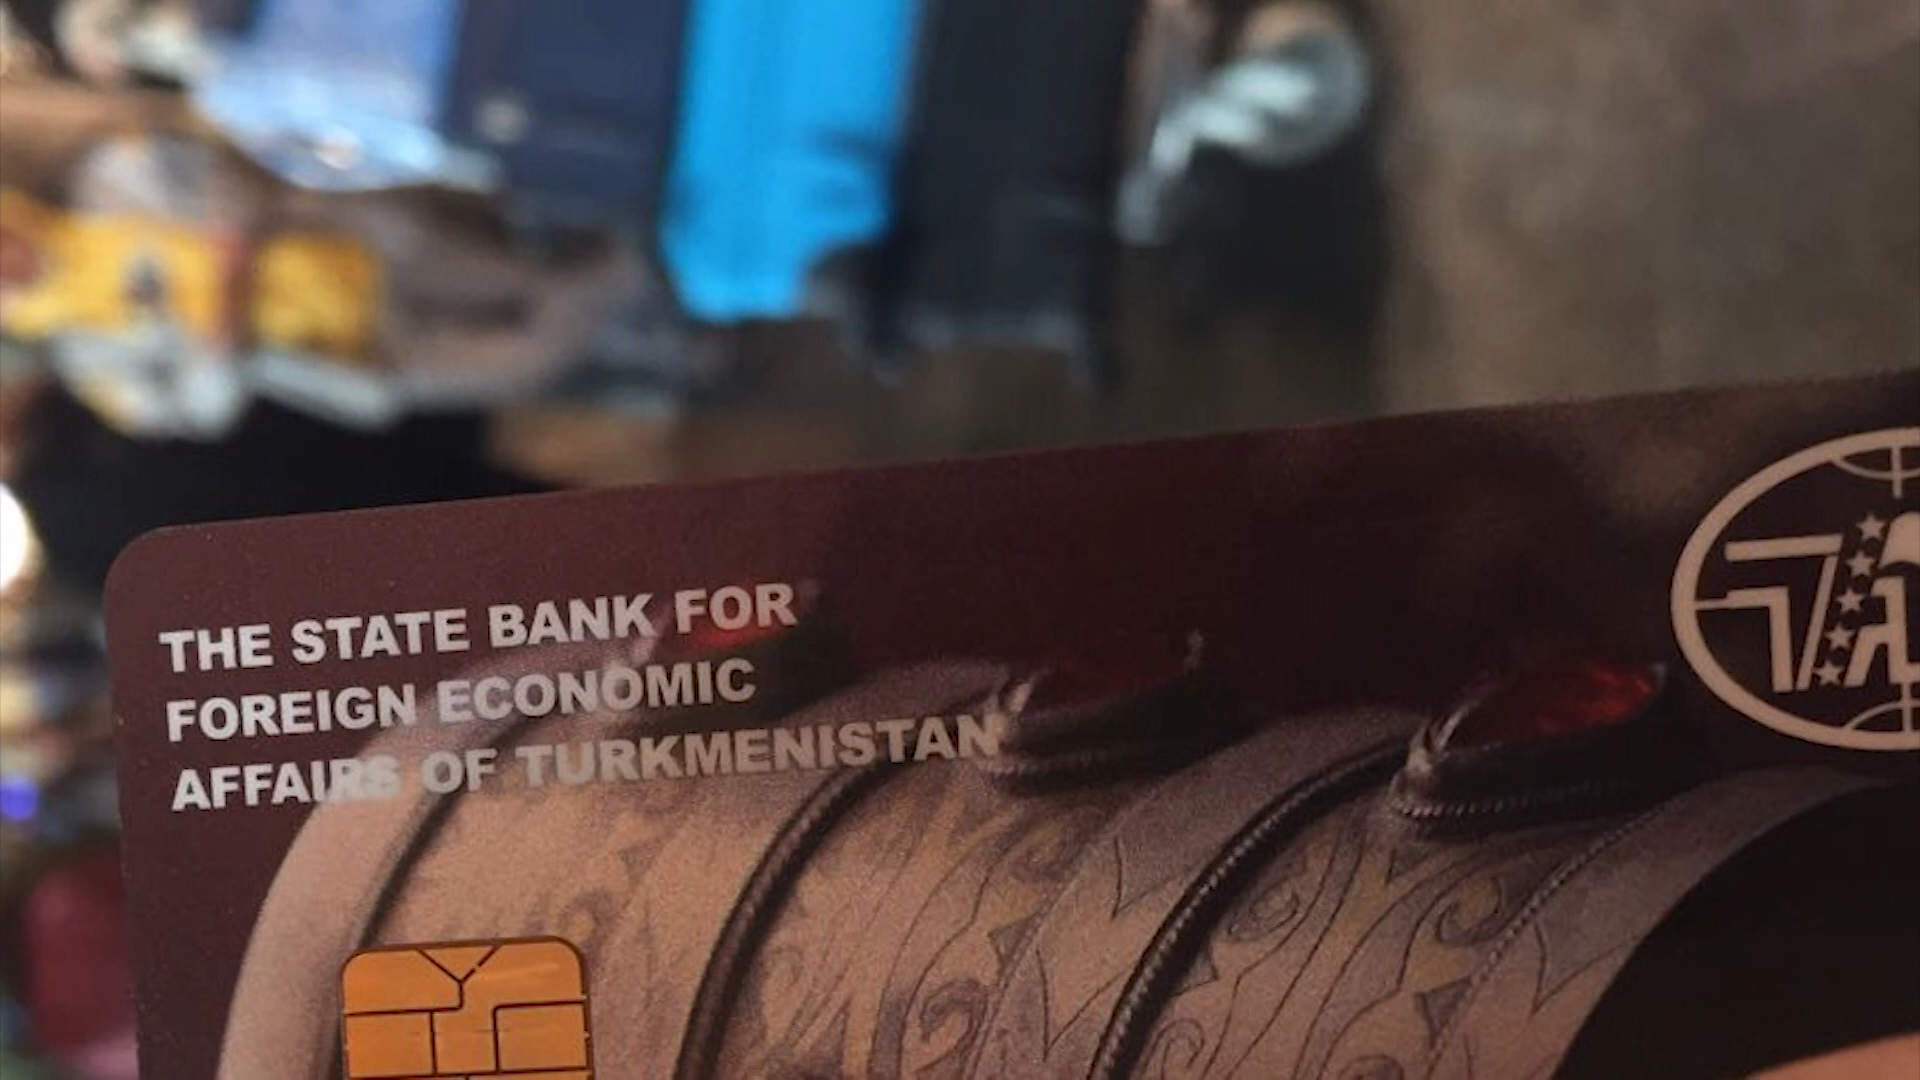 THE STATE BANK FOR
FOREIGN ECONOMIC
AFFAIRS OF TURKMENISTAN